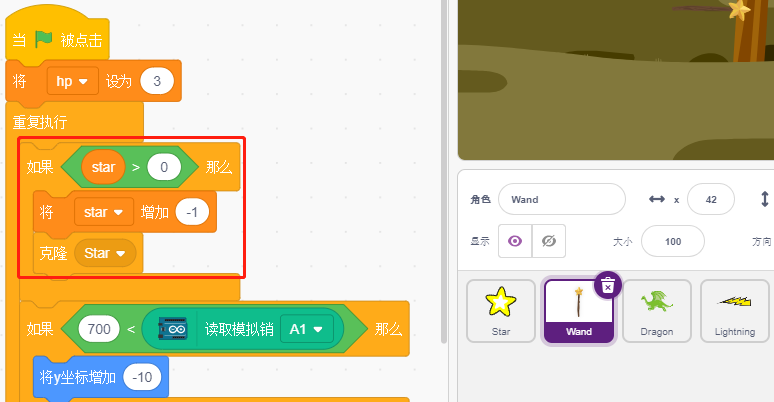 当 被点击
将 hp 设为 3
重复执行
如果 star > 0 那么
将 star 增加 -1
克隆 Star
如果 700 < 读取模拟销 A1 那么
将y坐标增加 -10
角色 Wand x 42
显示 大小 100 方向
Star Wand Dragon Lightning